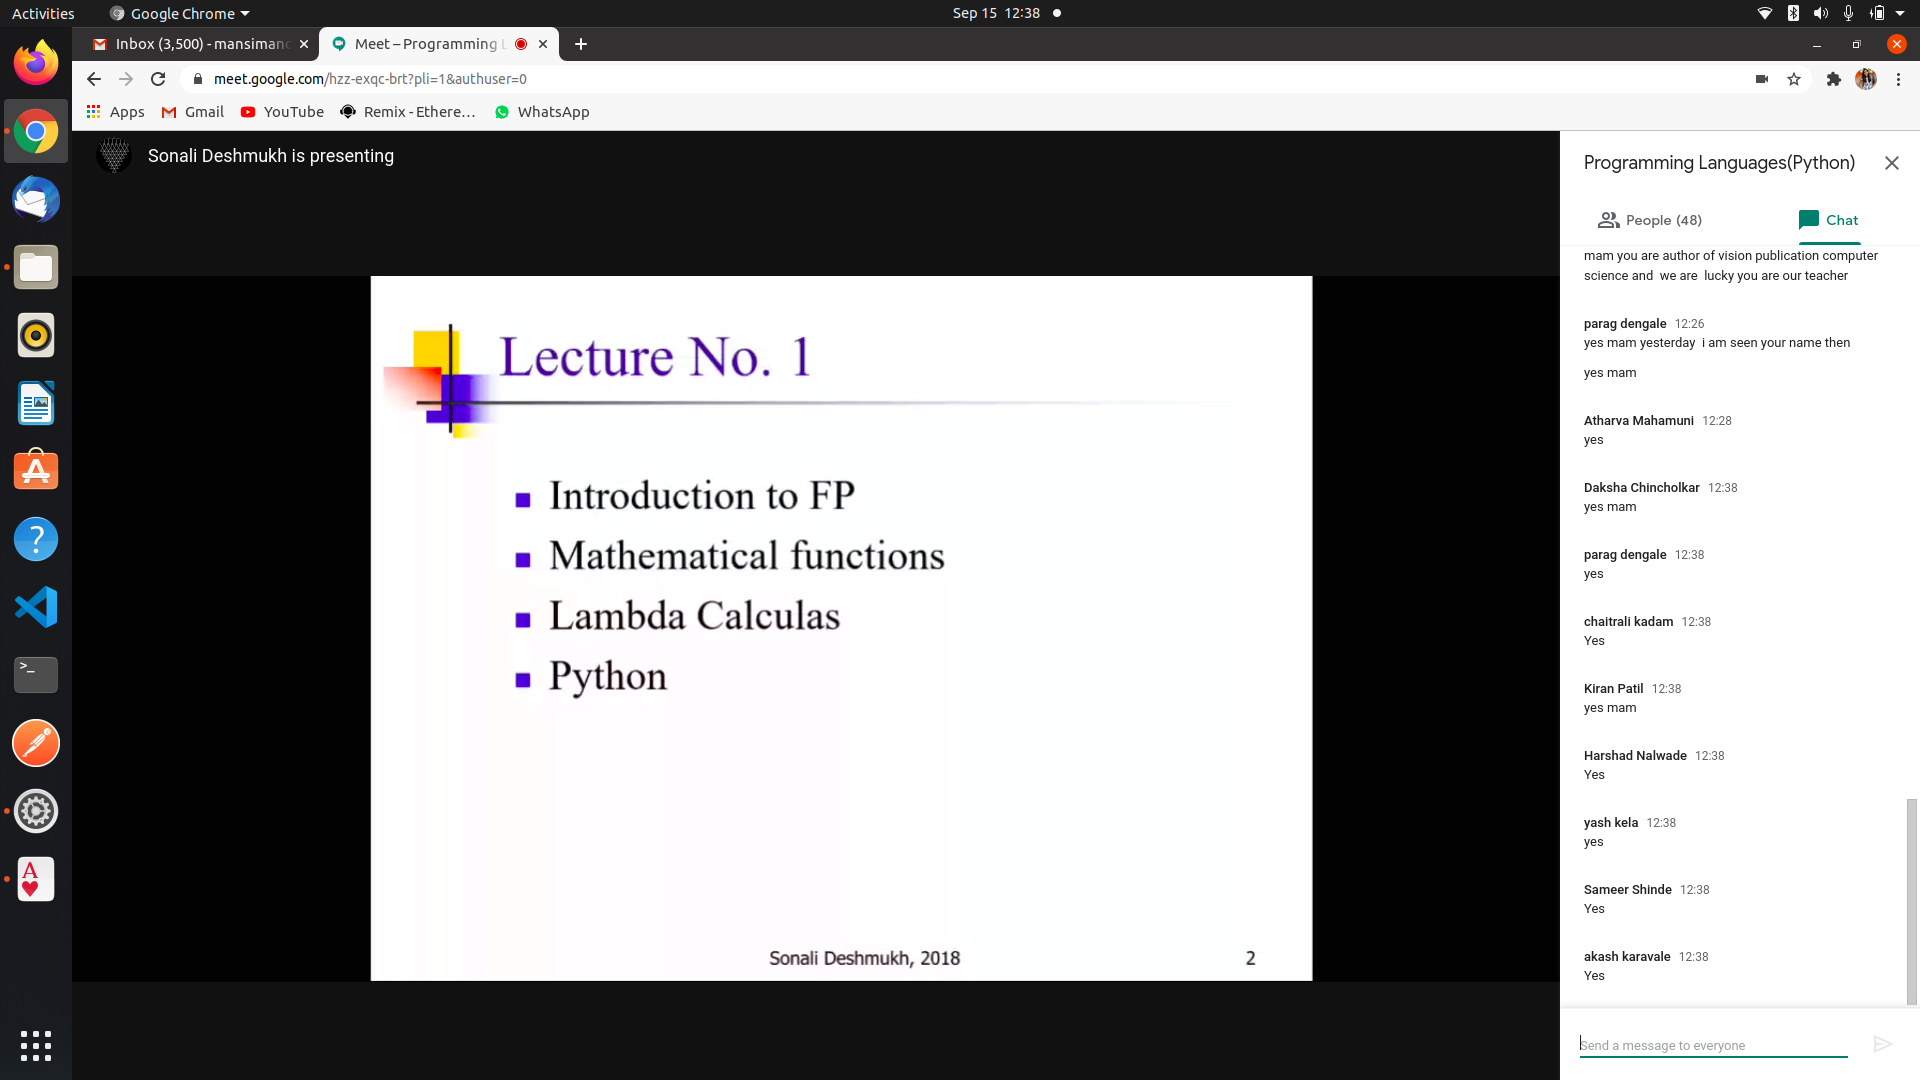 Activities
Google Chrome
Sep 15 12:38
Inbox (3,500) - mansiman
Meet – Programming L
meet.google.com/hzz-exqc-brt?pli=1&authuser=0
Apps
Gmail
YouTube
Remix - Ethere…
WhatsApp
Sonali Deshmukh is presenting
Lecture No. 1
Introduction to FP
Mathematical functions
Lambda Calculas
Python
Sonali Deshmukh, 2018
2
Programming Languages(Python)
People (48)
Chat
mam you are author of vision publication computer
science and we are lucky you are our teacher
parag dengale 12:26
yes mam yesterday i am seen your name then
yes mam
Atharva Mahamuni 12:28
yes
Daksha Chincholkar 12:38
yes mam
parag dengale 12:38
yes
chaitrali kadam 12:38
Yes
Kiran Patil 12:38
yes mam
Harshad Nalwade 12:38
Yes
yash kela 12:38
yes
Sameer Shinde 12:38
Yes
akash karavale 12:38
Yes
Send a message to everyone